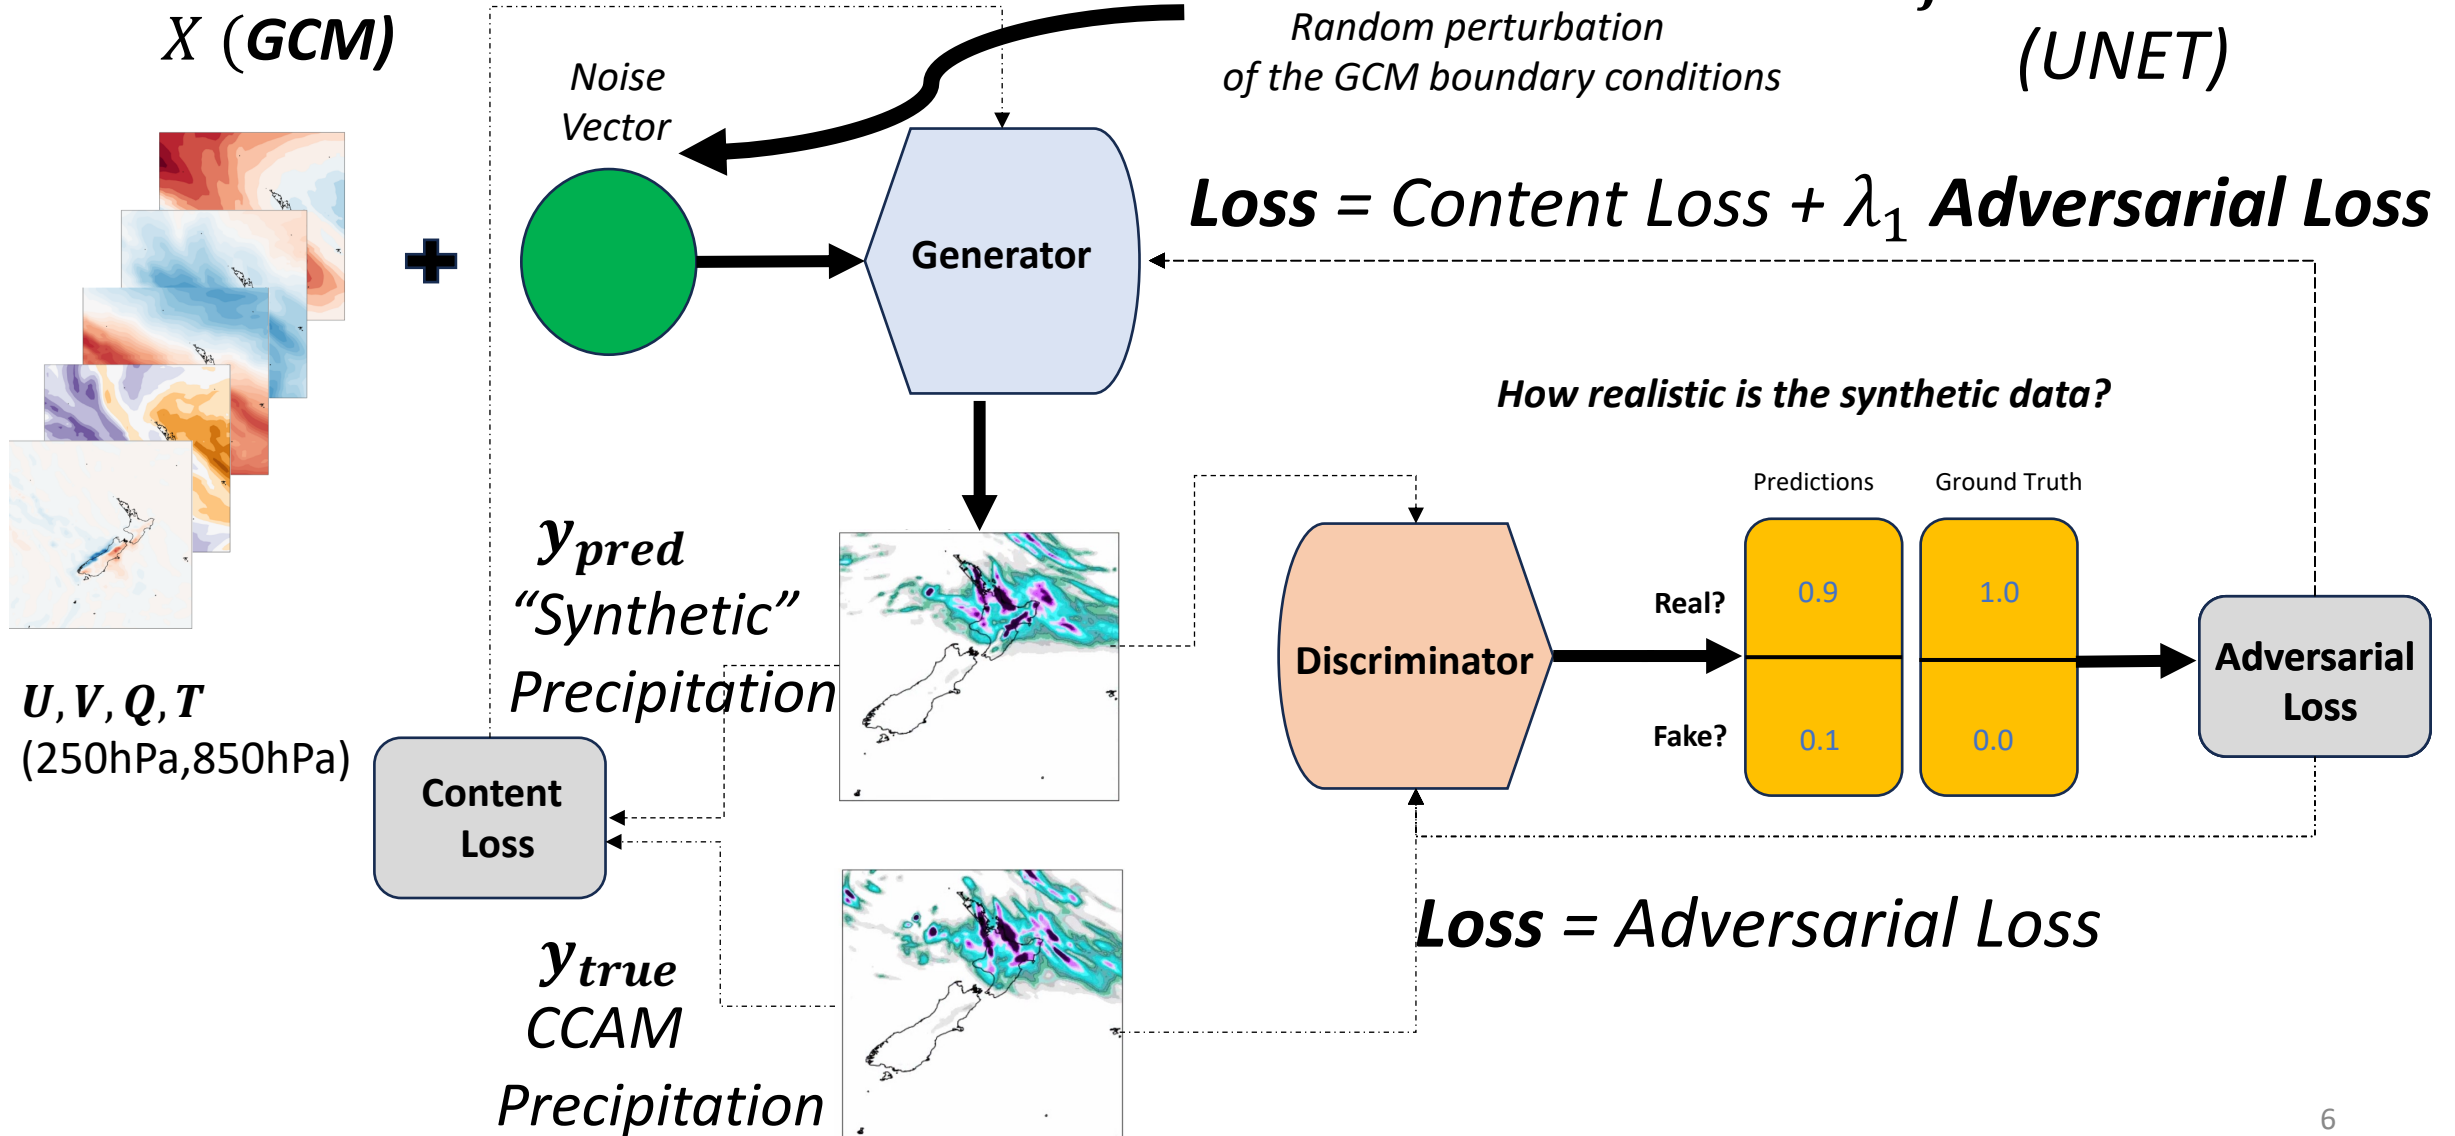 X (GCM)
Noise
Vector
Random perturbation
of the GCM boundary conditions
(UNET)
Loss = Content Loss + λ₁ Adversarial Loss
Generator
How realistic is the synthetic data?
Predictions
Ground Truth
y_pred
"Synthetic"
Precipitation
Discriminator
Real?
0.9
1.0
Fake?
0.1
0.0
Adversarial
Loss
U, V, Q, T
(250hPa,850hPa)
Content
Loss
Loss = Adversarial Loss
y_true
CCAM
Precipitation
6